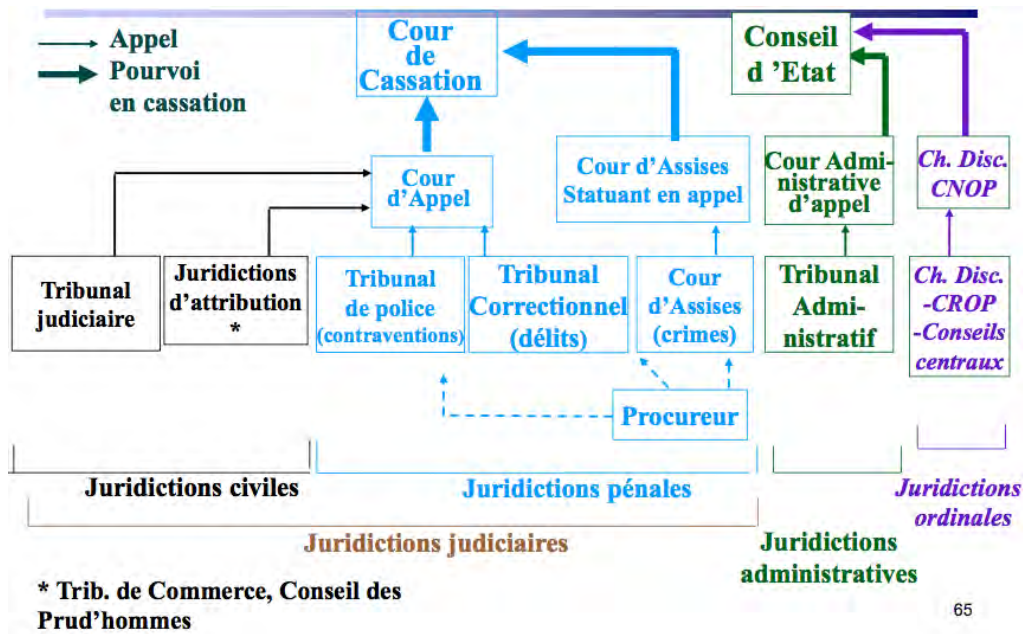 Appel
Pourvoi
en cassation
Cour
de
Cassation
Conseil
d ’Etat
Cour
d’Appel
Cour d’Assises
Statuant en appel
Cour Admi-
nistrative
d’appel
Ch. Disc.
CNOP
Tribunal
judiciaire
Juridictions
d’attribution
*
Tribunal
de police
(contraventions)
Tribunal
Correctionnel
(délits)
Cour
d’Assises
(crimes)
Tribunal
Admi-
nistratif
Ch. Disc.
-CROP
-Conseils
centraux
Procureur
Juridictions civiles
Juridictions pénales
Juridictions
ordinales
Juridictions judiciaires
Juridictions
administratives
* Trib. de Commerce, Conseil des
Prud’hommes
65